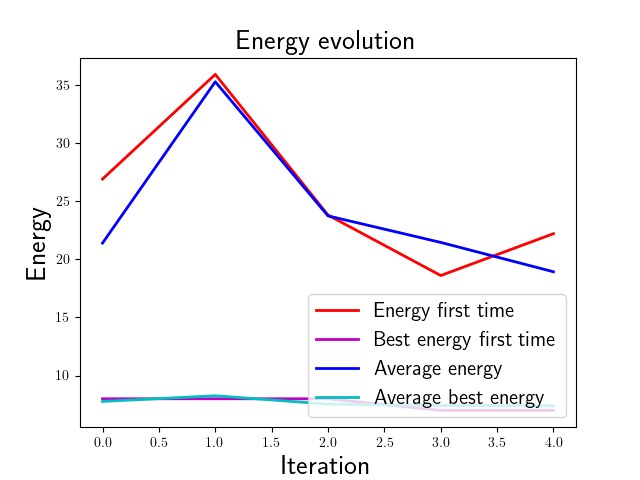 Energy evolution
Energy
35
30
25
20
15
10
Energy first time
Best energy first time
Average energy
Average best energy
0.0 0.5 1.0 1.5 2.0 2.5 3.0 3.5 4.0
Iteration